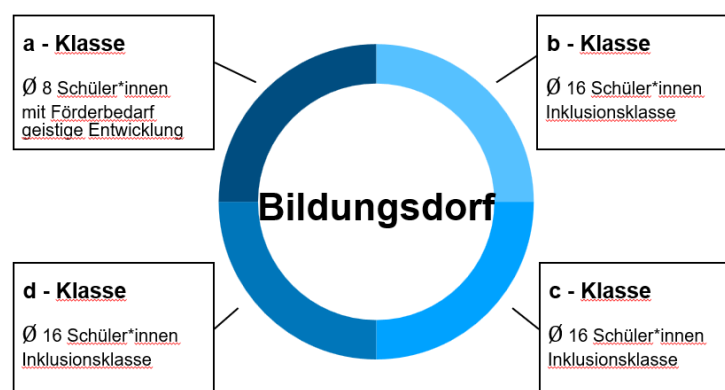 a - Klasse
Ø 8 Schüler*innen
mit Förderbedarf
geistige Entwicklung
b - Klasse
Ø 16 Schüler*innen
Inklusionsklasse
Bildungsdorf
d - Klasse
Ø 16 Schüler*innen
Inklusionsklasse
c - Klasse
Ø 16 Schüler*innen
Inklusionsklasse